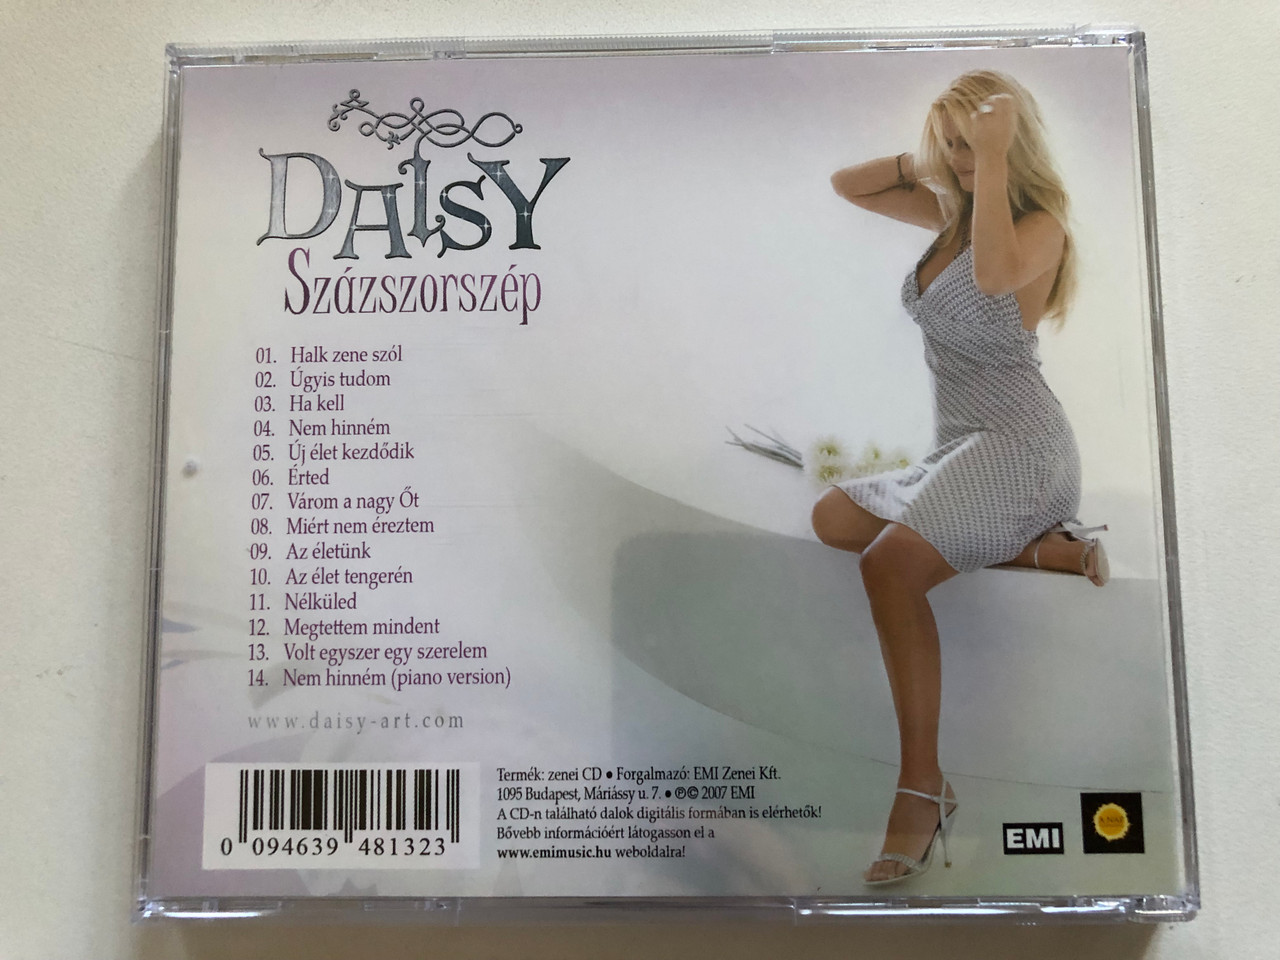 DAISY
Százszorszép
01. Halk zene szól
02. Úgyis tudom
03. Ha kell
04. Nem hinném
05. Új élet kezdődik
06. Érted
07. Várom a nagy Őt
08. Miért nem éreztem
09. Az életünk
10. Az élet tengerén
11. Nélküled
12. Megtettem mindent
13. Volt egyszer egy szerelem
14. Nem hinném (piano version)
www.daisy-art.com
0 094639 481323
Termék: zenei CD • Forgalmazó: EMI Zenei Kft.
1095 Budapest, Máriássy u. 7. • ℗© 2007 EMI
A CD-n található dalok digitális formában is elérhetők!
Bővebb információért látogasson el a
www.emimusic.hu weboldalra!
EMI